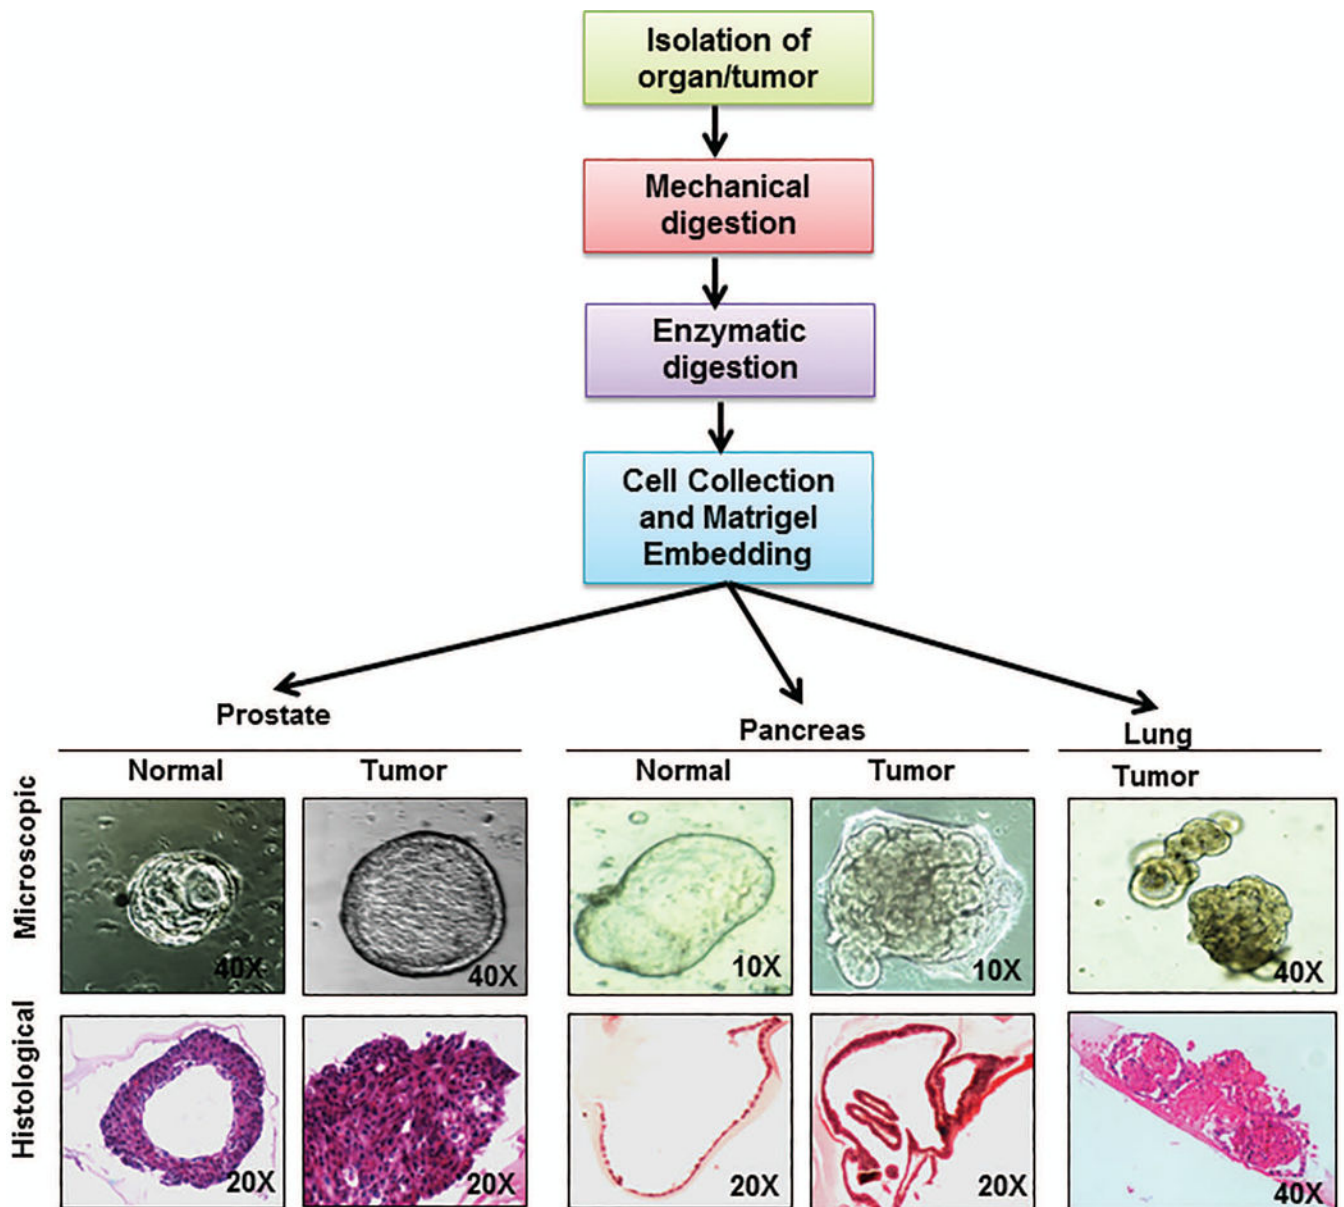 Isolation of
organ/tumor
Mechanical
digestion
Enzymatic
digestion
Cell Collection
and Matrigel
Embedding
Prostate
Pancreas
Lung
Normal
Tumor
Normal
Tumor
Tumor
Microscopic
40X
40X
10X
10X
40X
Histological
20X
20X
20X
20X
40X